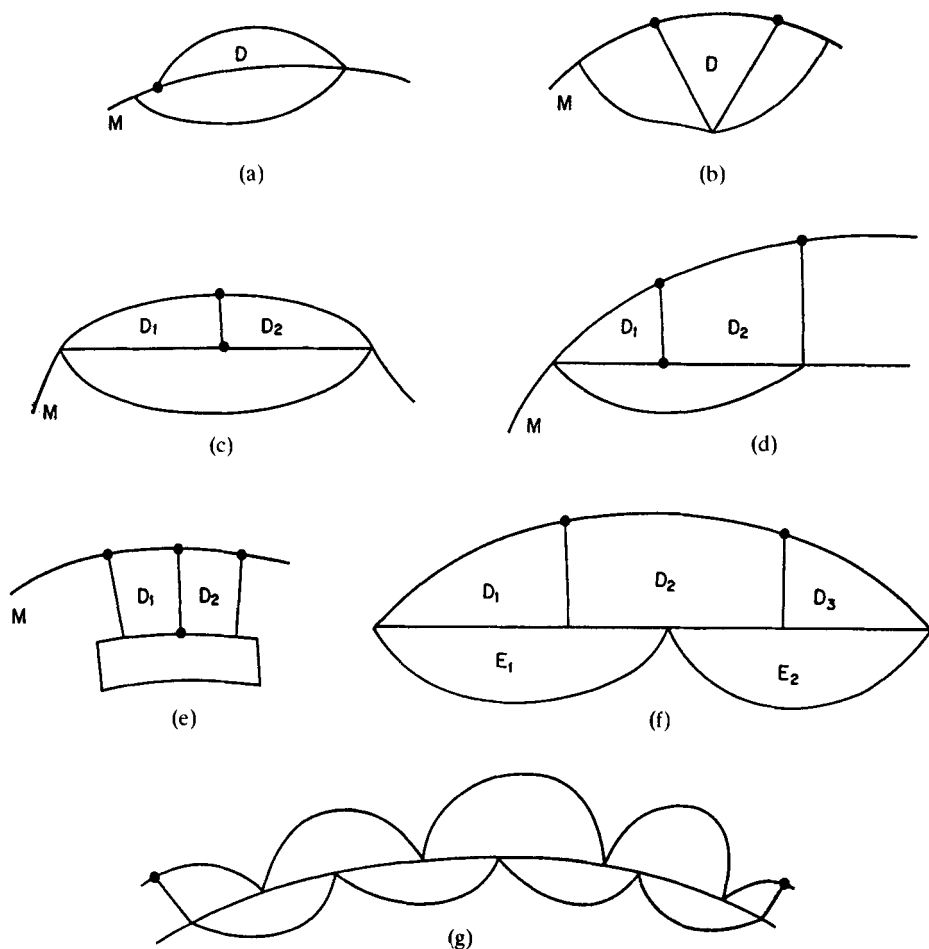 D
M
(a)
D
M
(b)
D₁ D₂
M
(c)
D₁ D₂
M
(d)
D₁ D₂
M
(e)
D₁ D₂ D₃
E₁ E₂
(f)
(g)